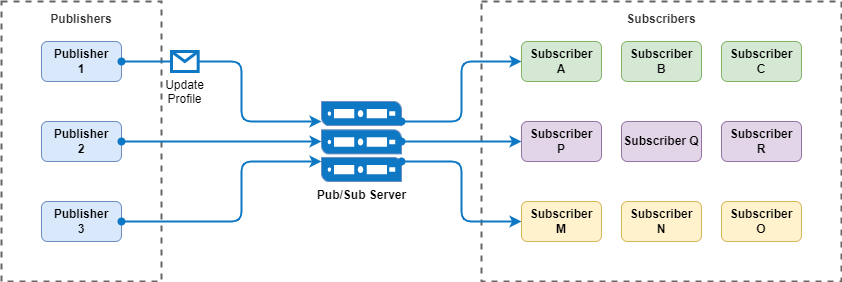 Publishers
Subscribers
Publisher
1
Update
Profile
Subscriber
A
Subscriber
B
Subscriber
C
Publisher
2
Subscriber
P
Subscriber Q
Subscriber
R
Pub/Sub Server
Publisher
3
Subscriber
M
Subscriber
N
Subscriber
O